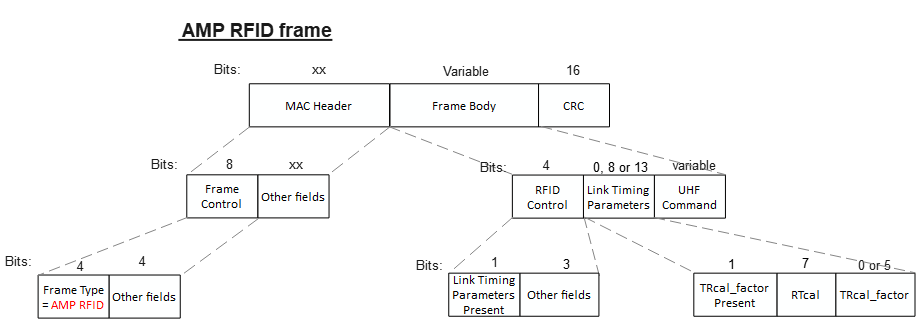 AMP RFID frame
Bits: xx Variable 16
MAC Header Frame Body CRC
Bits: 8 xx
Frame
Control
Other fields
Bits: 4 0, 8 or 13 variable
RFID
Control
Link Timing
Parameters
UHF
Command
Bits: 4 4
Frame Type
= AMP RFID
Other fields
Bits: 1 3
Link Timing
Parameters
Present
Other fields
1 7 0 or 5
TRcal_factor
Present
RTcal
TRcal_factor